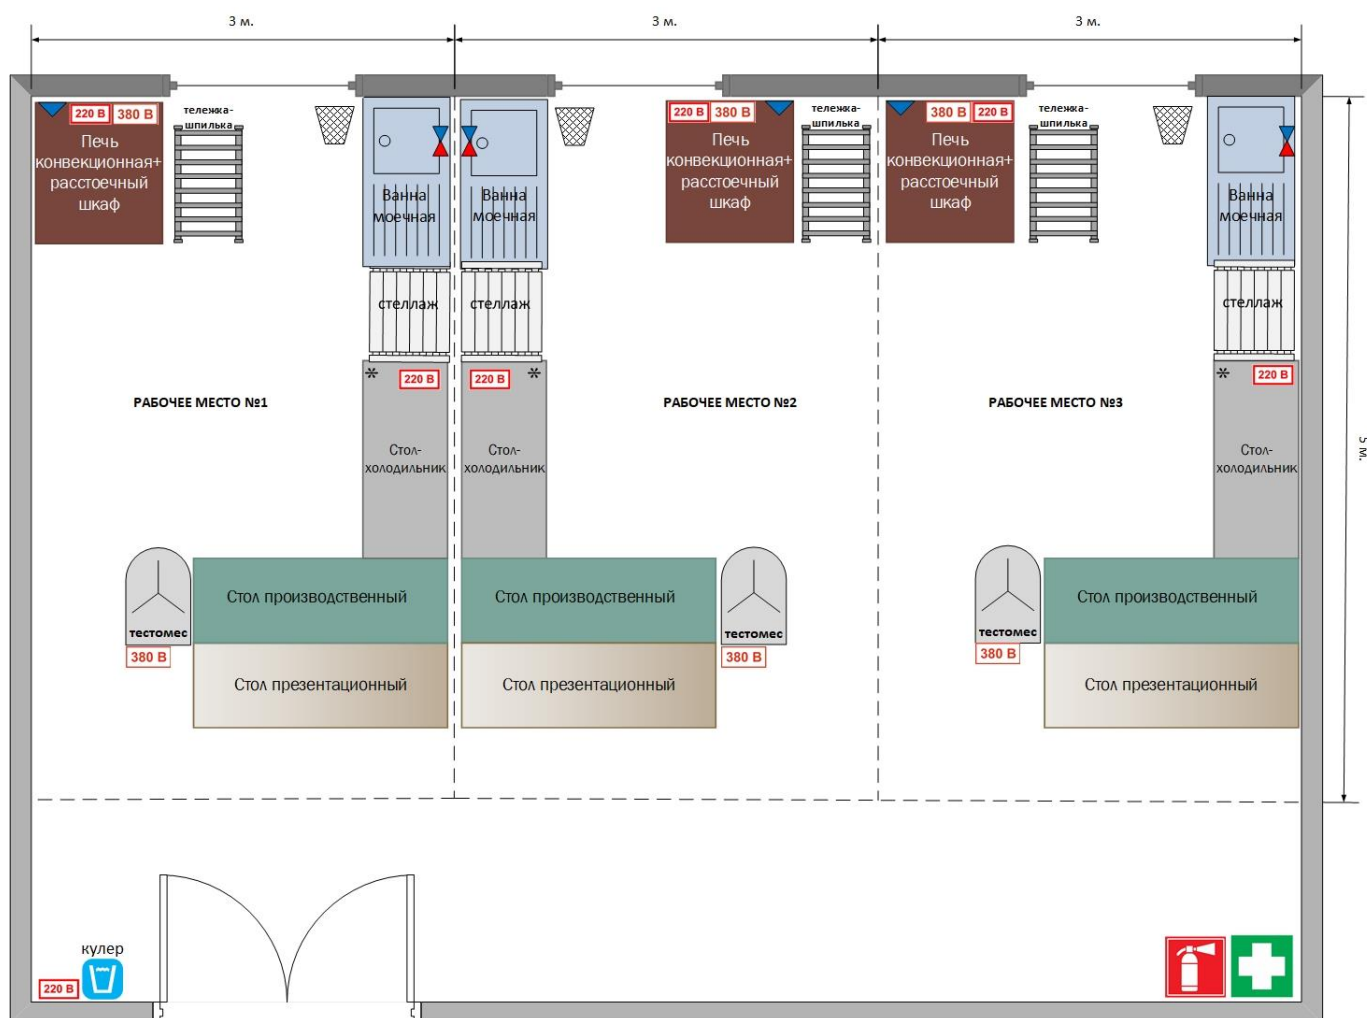 3 м.
3 м.
3 м.
220 В
380 В
Печь
конвекционная+
расстоечный
шкаф
тележка-
шпилька
Ванна
моечная
Ванна
моечная
220 В
380 В
Печь
конвекционная+
расстоечный
шкаф
тележка-
шпилька
380 В
220 В
Печь
конвекционная+
расстоечный
шкаф
тележка-
шпилька
Ванна
моечная
стеллаж
стеллаж
стеллаж
220 В
220 В
220 В
РАБОЧЕЕ МЕСТО №1
РАБОЧЕЕ МЕСТО №2
РАБОЧЕЕ МЕСТО №3
5 м.
Стол-
холодильник
Стол-
холодильник
Стол-
холодильник
тестомес
380 В
Стол производственный
Стол производственный
тестомес
380 В
тестомес
380 В
Стол производственный
Стол презентационный
Стол презентационный
Стол презентационный
кулер
220 В